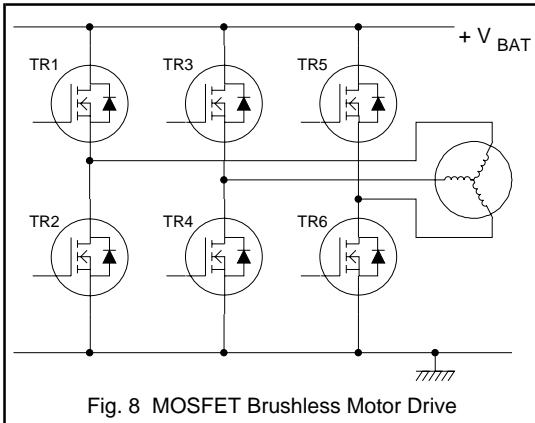 + V BAT
TR1 TR3 TR5
TR2 TR4 TR6
Fig. 8 MOSFET Brushless Motor Drive